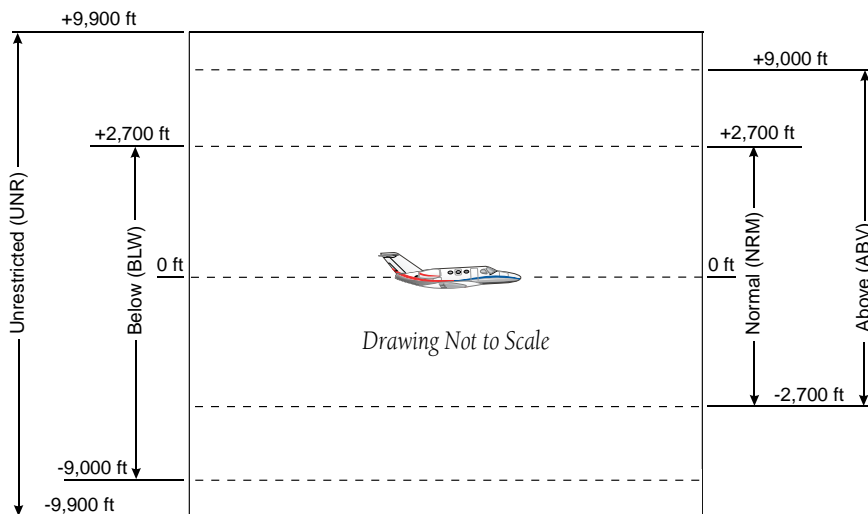 +9,900 ft
+9,000 ft
+2,700 ft
+2,700 ft
Unrestricted (UNR)
Below (BLW)
0 ft
0 ft
Normal (NRM)
Above (ABV)
Drawing Not to Scale
-2,700 ft
-9,000 ft
-9,900 ft